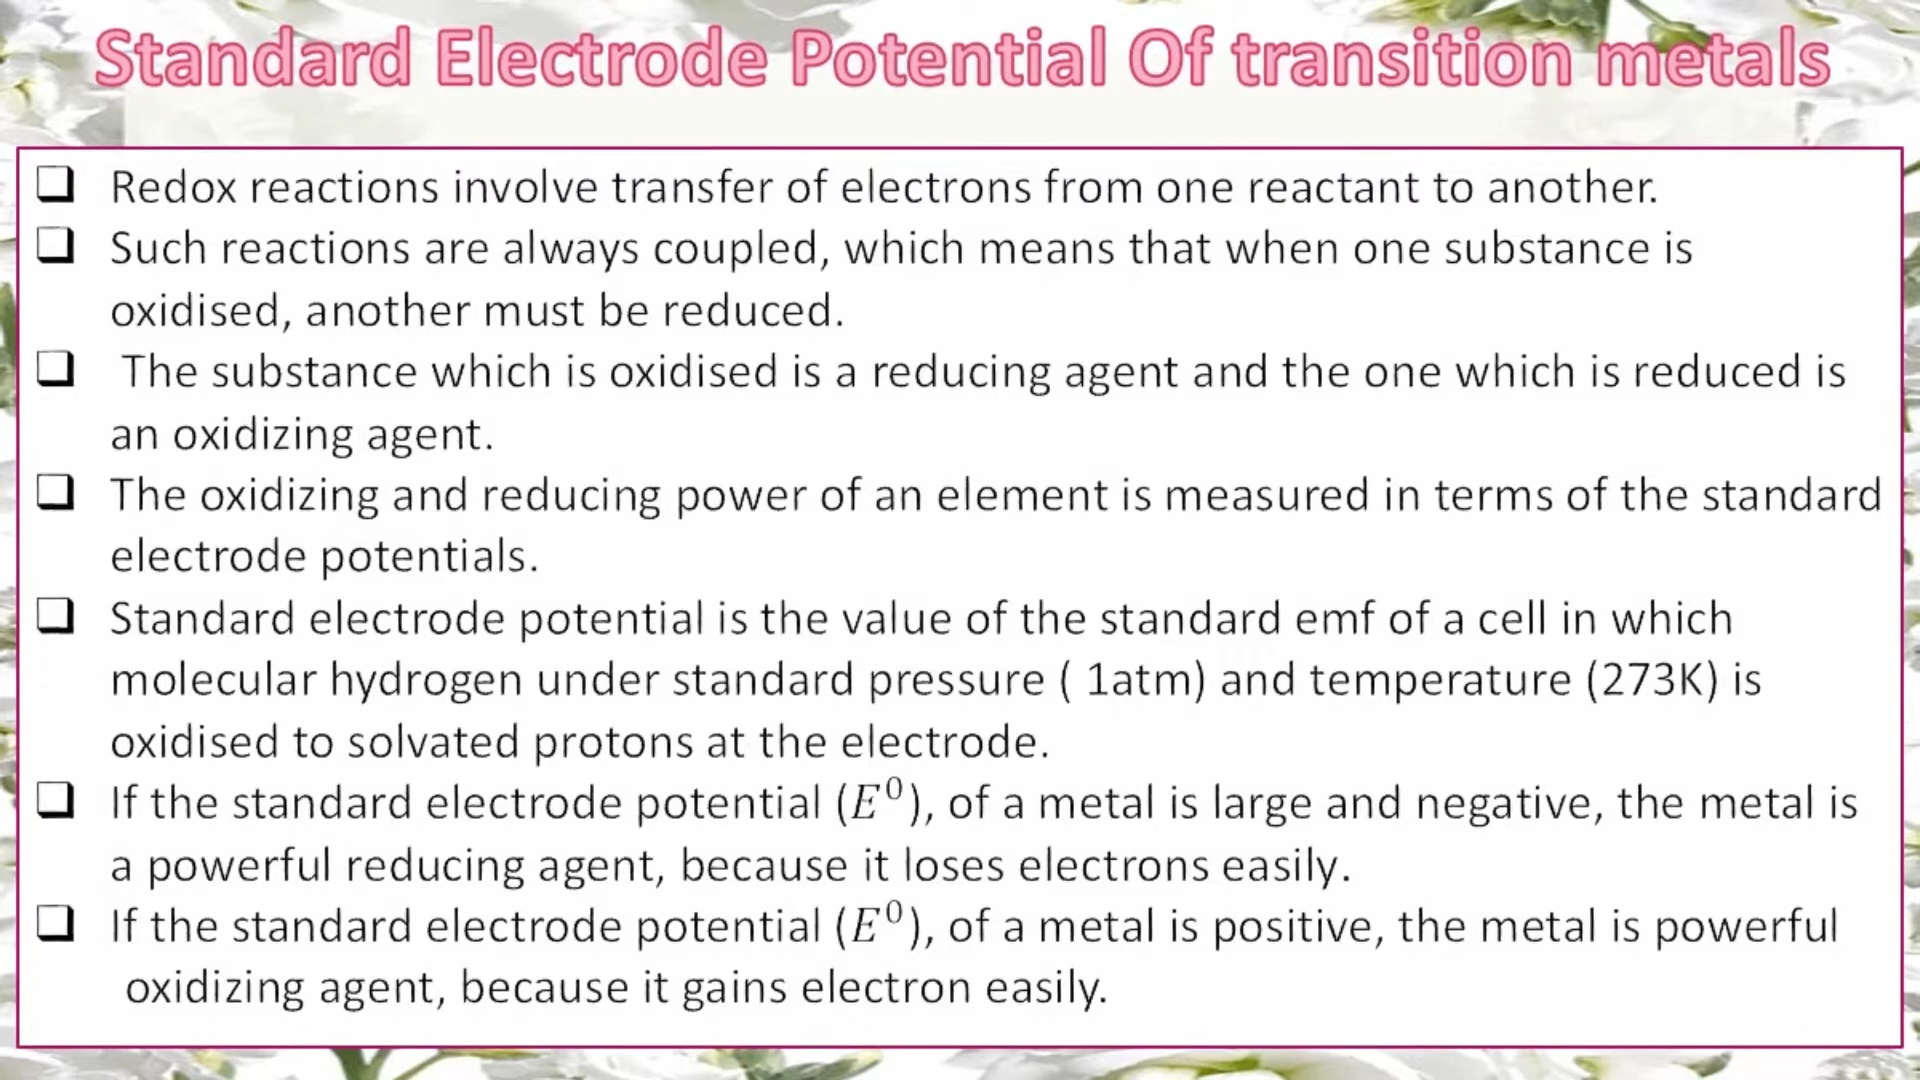 Standard Electrode Potential Of transition metals
❑ Redox reactions involve transfer of electrons from one reactant to another.
❑ Such reactions are always coupled, which means that when one substance is
oxidised, another must be reduced.
❑ The substance which is oxidised is a reducing agent and the one which is reduced is
an oxidizing agent.
❑ The oxidizing and reducing power of an element is measured in terms of the standard
electrode potentials.
❑ Standard electrode potential is the value of the standard emf of a cell in which
molecular hydrogen under standard pressure ( 1atm) and temperature (273K) is
oxidised to solvated protons at the electrode.
❑ If the standard electrode potential (E⁰), of a metal is large and negative, the metal is
a powerful reducing agent, because it loses electrons easily.
❑ If the standard electrode potential (E⁰), of a metal is positive, the metal is powerful
oxidizing agent, because it gains electron easily.